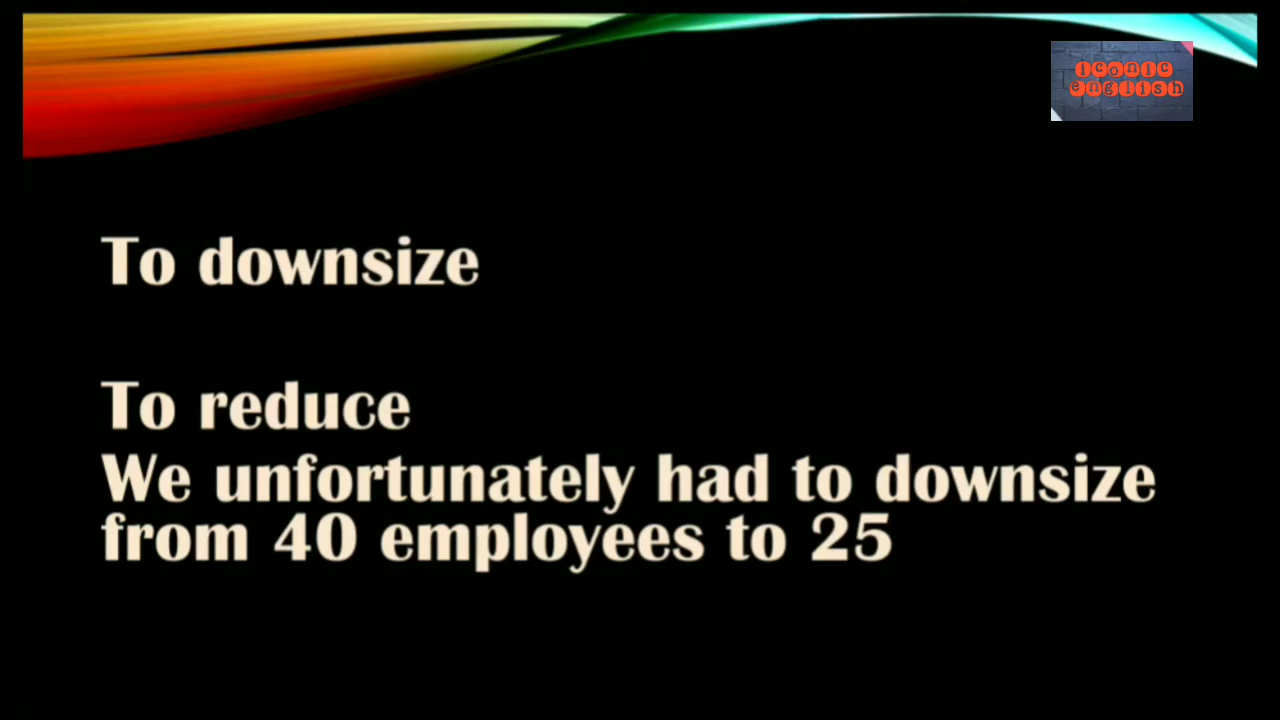 iconic
english
To downsize
To reduce
We unfortunately had to downsize
from 40 employees to 25